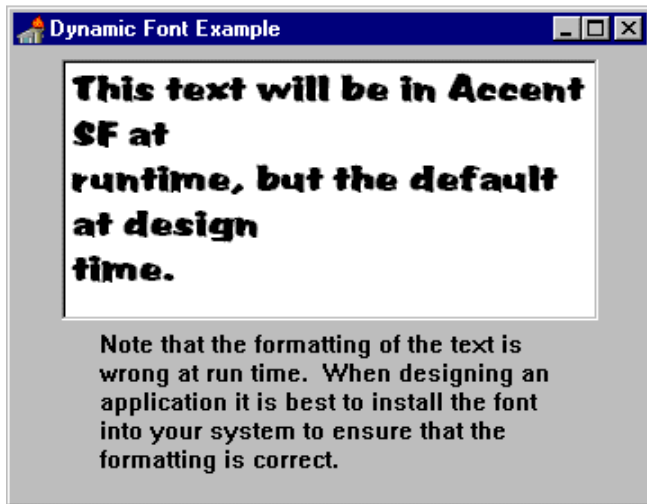 Dynamic Font Example
This text will be in Accent
SF at
runtime, but the default
at design
time.
Note that the formatting of the text is
wrong at run time.  When designing an
application it is best to install the font
into your system to ensure that the
formatting is correct.